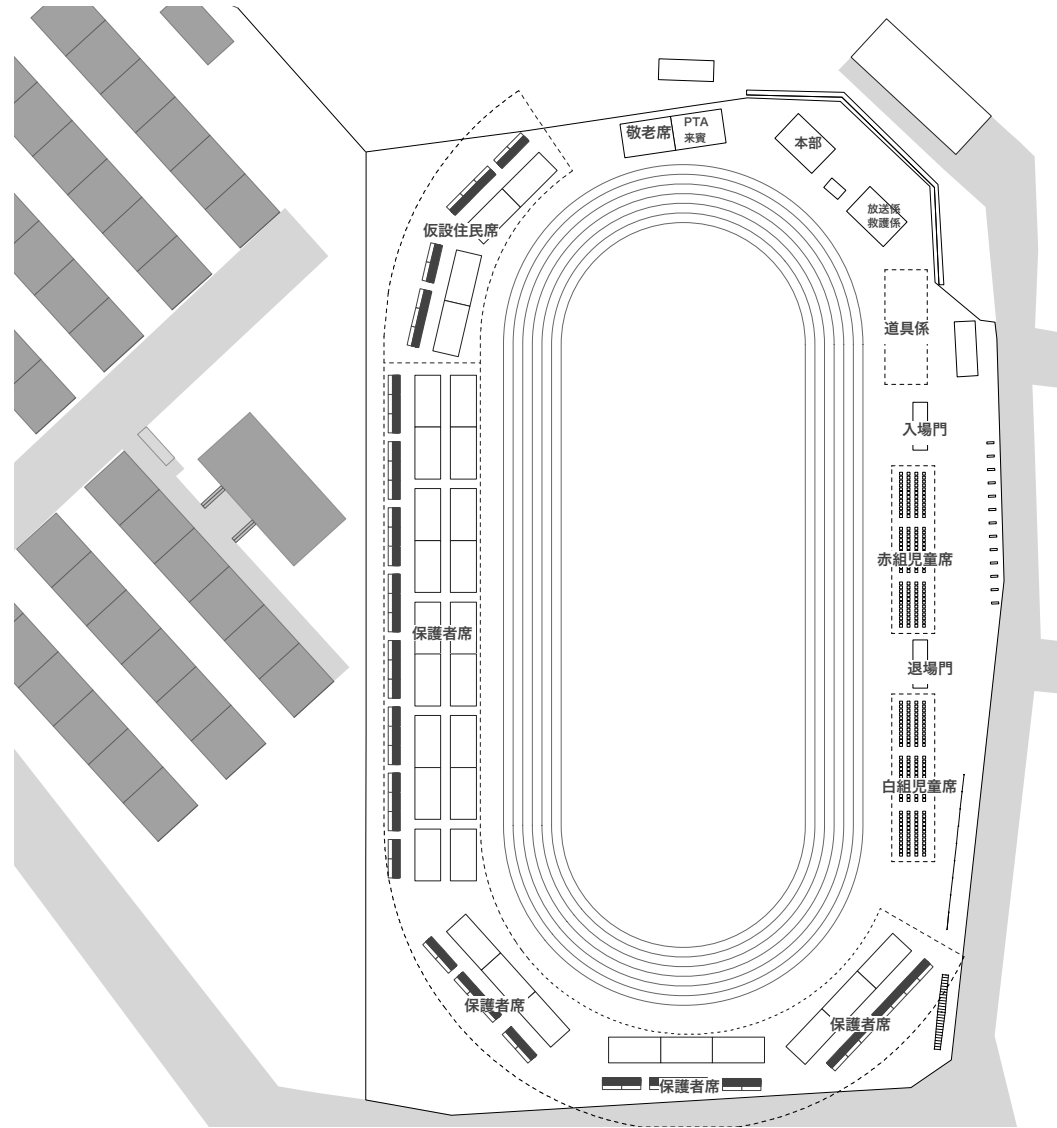 敬老席
PTA
来賓
本部
放送係
救護係
仮設住民席
道具係
入場門
赤組児童席
保護者席
退場門
白組児童席
保護者席
保護者席
保護者席